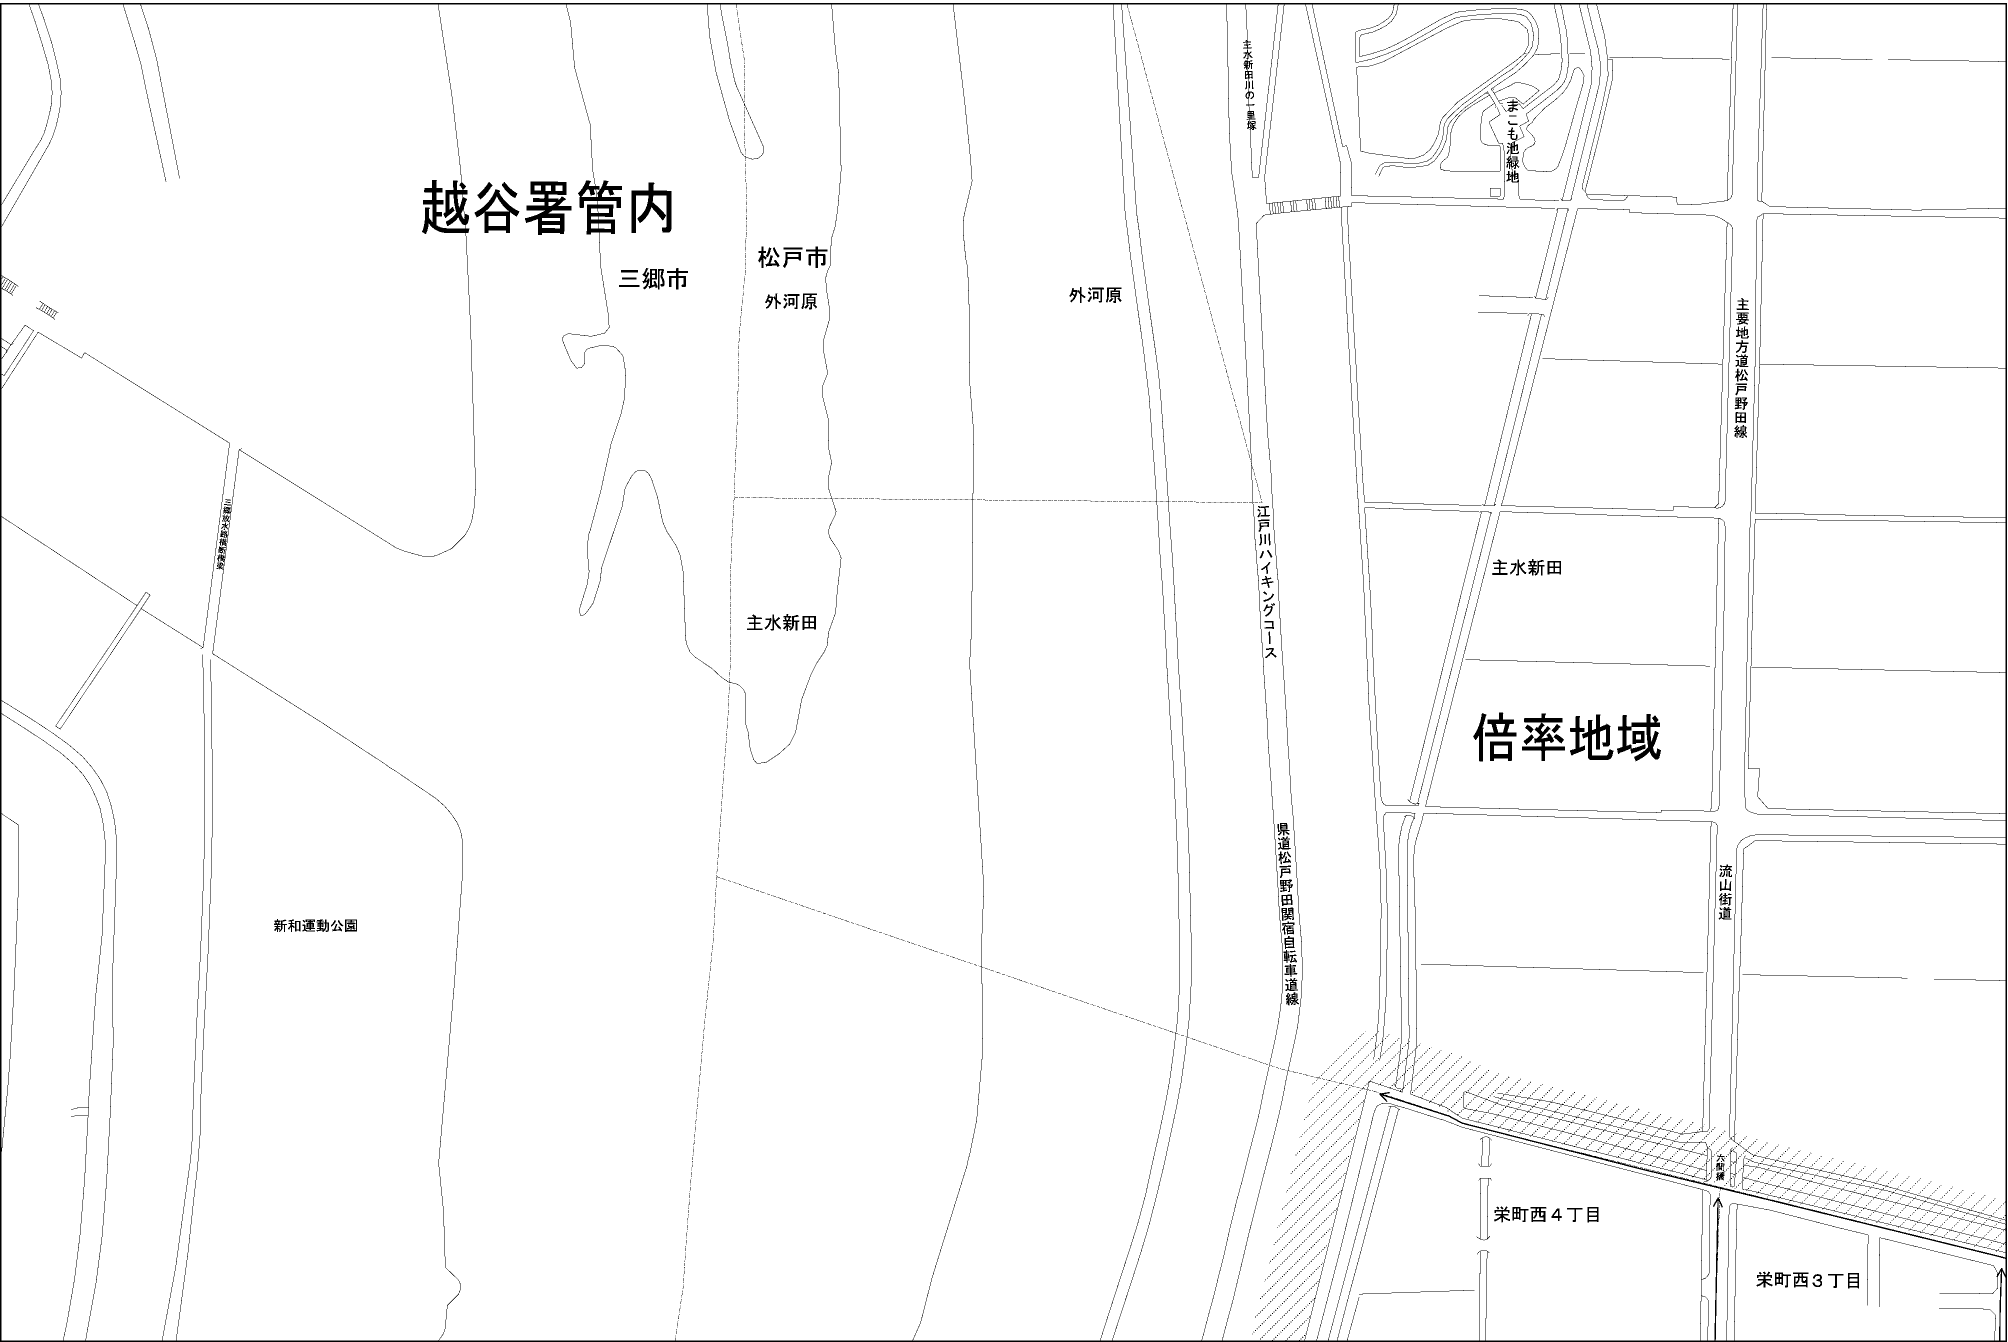 主水新田川の一里塚
まこも池緑地
越谷署管内
松戸市
三郷市
外河原
外河原
主要地方道松戸野田線
江戸川ハイキングコース
主水新田
主水新田
倍率地域
県道松戸野田関宿自転車道線
流山街道
新和運動公園
六間橋
栄町西４丁目
栄町西３丁目